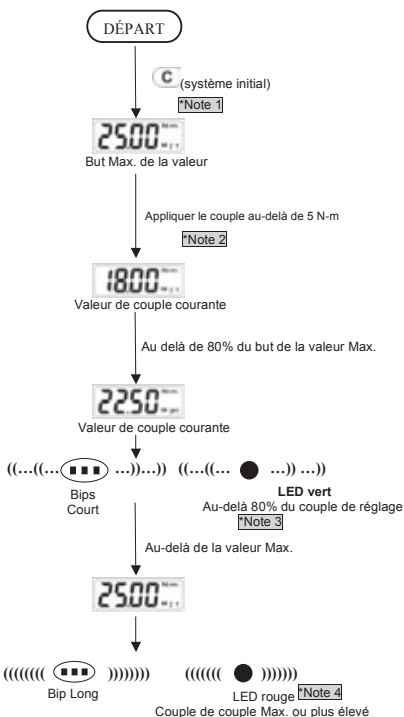 DÉPART
C (système initial)
*Note 1
25.00
But Max. de la valeur
Appliquer le couple au-delà de 5 N-m
*Note 2
18.00
Valeur de couple courante
Au delà de 80% du but de la valeur Max.
22.50
Valeur de couple courante
((...((... ■ ■ ■ ...))...)) ((...((... ● ...)) ...))
Bips
Court
LED vert
Au-delà 80% du couple de réglage
*Note 3
Au-delà de la valeur Max.
25.00
(((((((( ■ ■ ■ )))))))) ((((((( ● )))))))
Bip Long
LED rouge *Note 4
Couple de couple Max. ou plus élevé